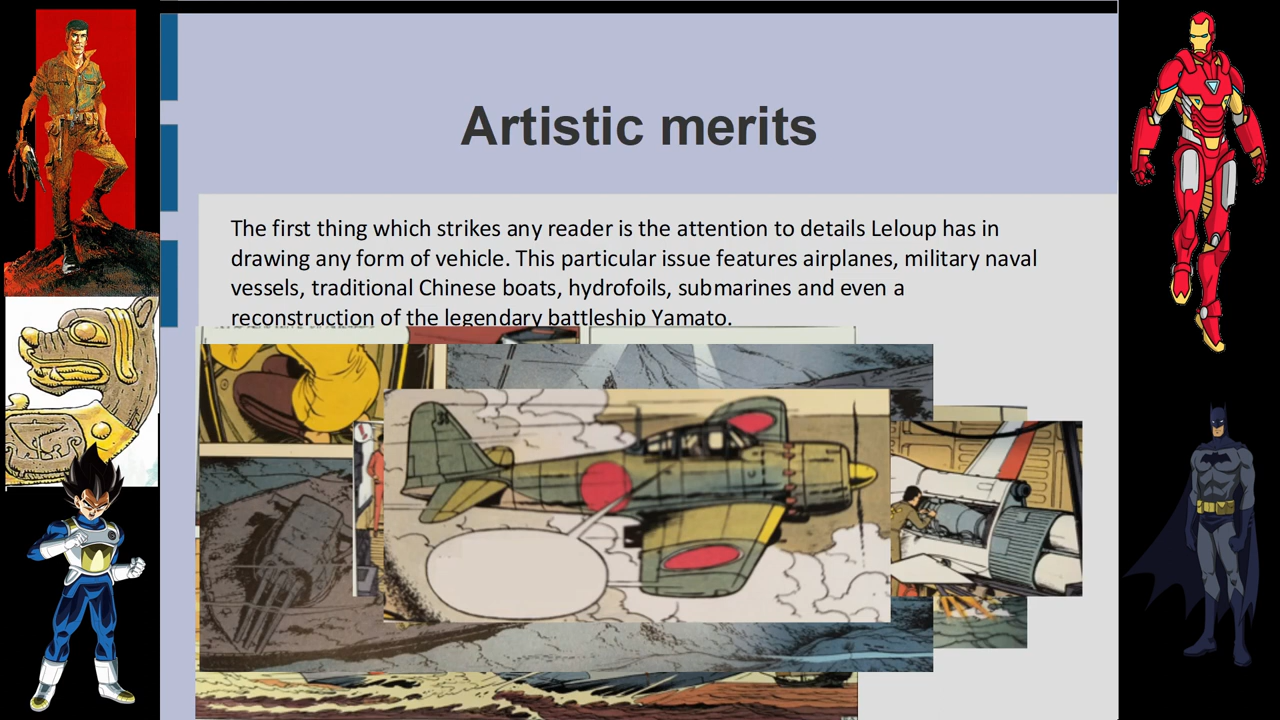 Artistic merits
The first thing which strikes any reader is the attention to details Leloup has in
drawing any form of vehicle. This particular issue features airplanes, military naval
vessels, traditional Chinese boats, hydrofoils, submarines and even a
reconstruction of the legendary battleship Yamato.